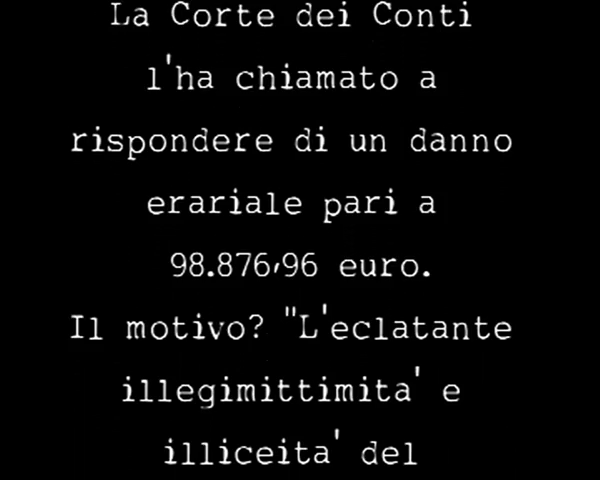 La Corte dei Conti
l'ha chiamato a
rispondere di un danno
erariale pari a
98.876,96 euro.
Il motivo? "L'eclatante
illegimittimita' e
illiceita' del